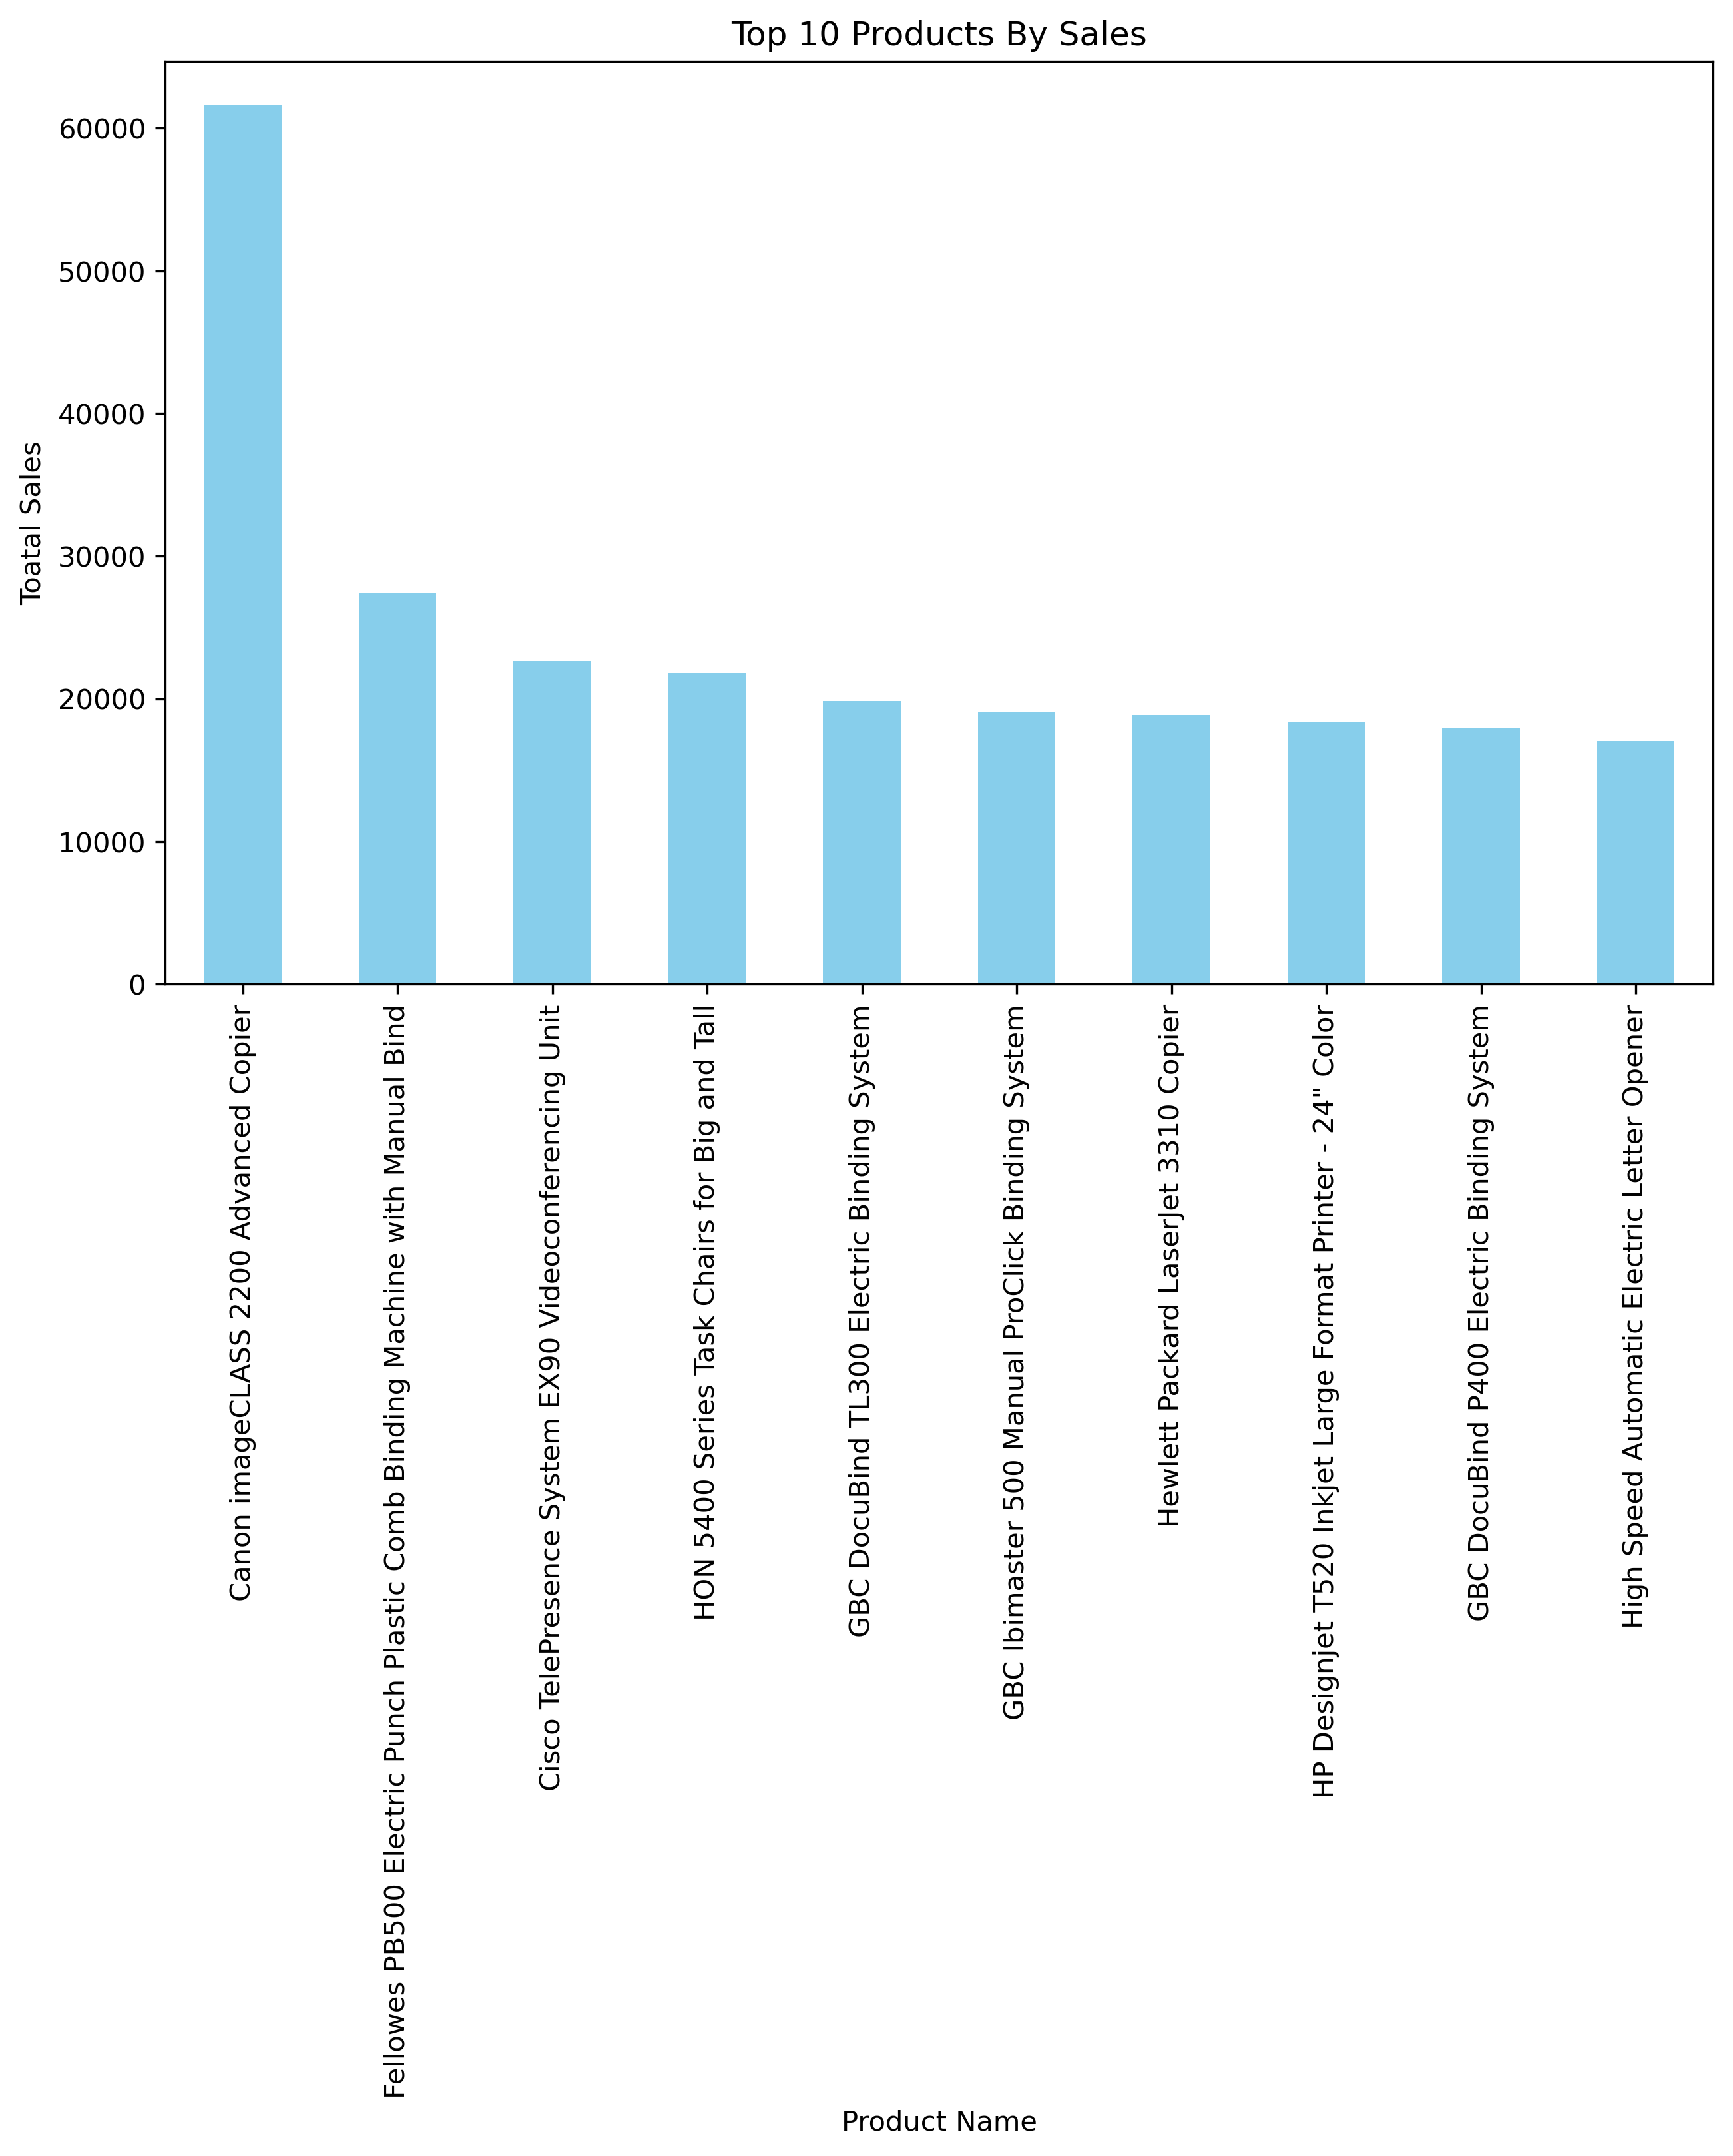 Top 10 Products By Sales
Toatal Sales
60000
50000
40000
30000
20000
10000
0
Canon imageCLASS 2200 Advanced Copier
Fellowes PB500 Electric Punch Plastic Comb Binding Machine with Manual Bind
Cisco TelePresence System EX90 Videoconferencing Unit
HON 5400 Series Task Chairs for Big and Tall
GBC DocuBind TL300 Electric Binding System
GBC Ibimaster 500 Manual ProClick Binding System
Hewlett Packard LaserJet 3310 Copier
HP Designjet T520 Inkjet Large Format Printer - 24" Color
GBC DocuBind P400 Electric Binding System
High Speed Automatic Electric Letter Opener
Product Name